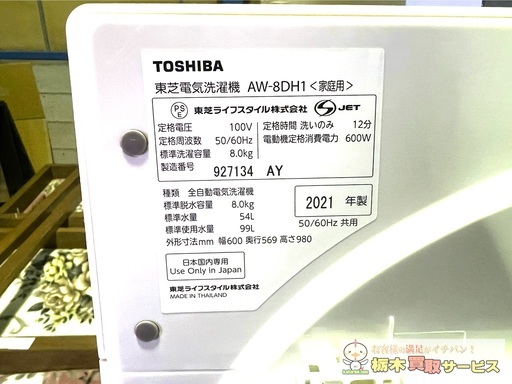 TOSHIBA
東芝電気洗濯機 AW-8DH1<家庭用>
PS E 東芝ライフスタイル株式会社 S JET
定格電圧 100V 定格時間 洗いのみ 12分
定格周波数 50/60Hz 電動機定格消費電力 600W
標準洗濯容量 8.0kg
製造番号 927134 AY
種類 全自動電気洗濯機
標準脱水容量 8.0kg 2021 年製
標準水量 54L 50/60Hz 共用
標準使用水量 99L
外形寸法mm 幅600 奥行569 高さ980
日本国内専用
Use Only in Japan
東芝ライフスタイル株式会社
MADE IN THAILAND
お客様の満足がイチバン!
栃木買取サービス